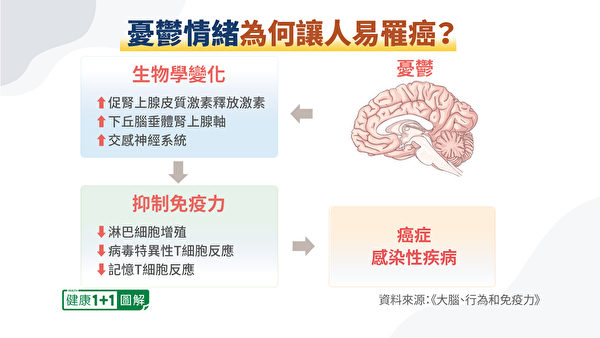 憂鬱情緒為何讓人易罹癌？
憂鬱
生物學變化
促腎上腺皮質激素釋放激素
下丘腦垂體腎上腺軸
交感神經系統
抑制免疫力
淋巴細胞增殖
病毒特異性T細胞反應
記憶T細胞反應
癌症
感染性疾病
健康1+1 圖解
資料來源：《大腦、行為和免疫力》